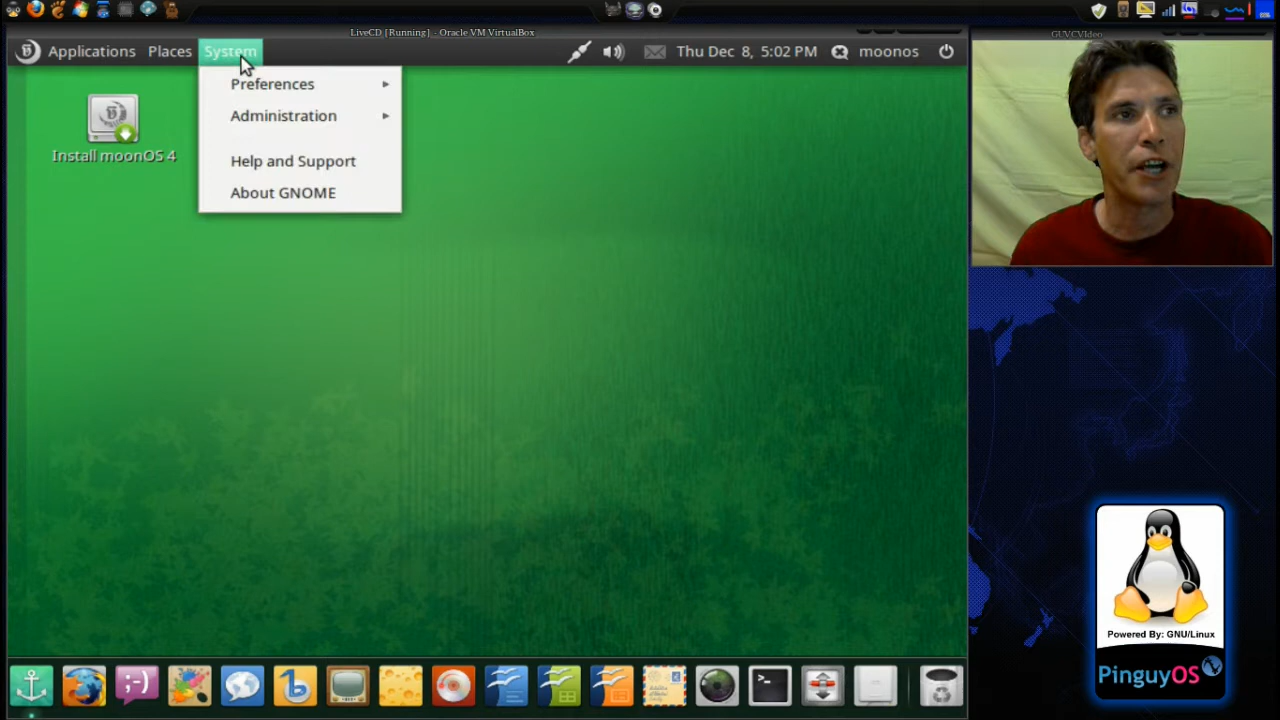 LiveCD [Running] - Oracle VM VirtualBox
GUVCVideo
Applications Places System
Thu Dec 8, 5:02 PM moonos
Preferences
Administration
Help and Support
About GNOME
Install moonOS 4
;-)
>_
Powered By: GNU/Linux
PinguyOS